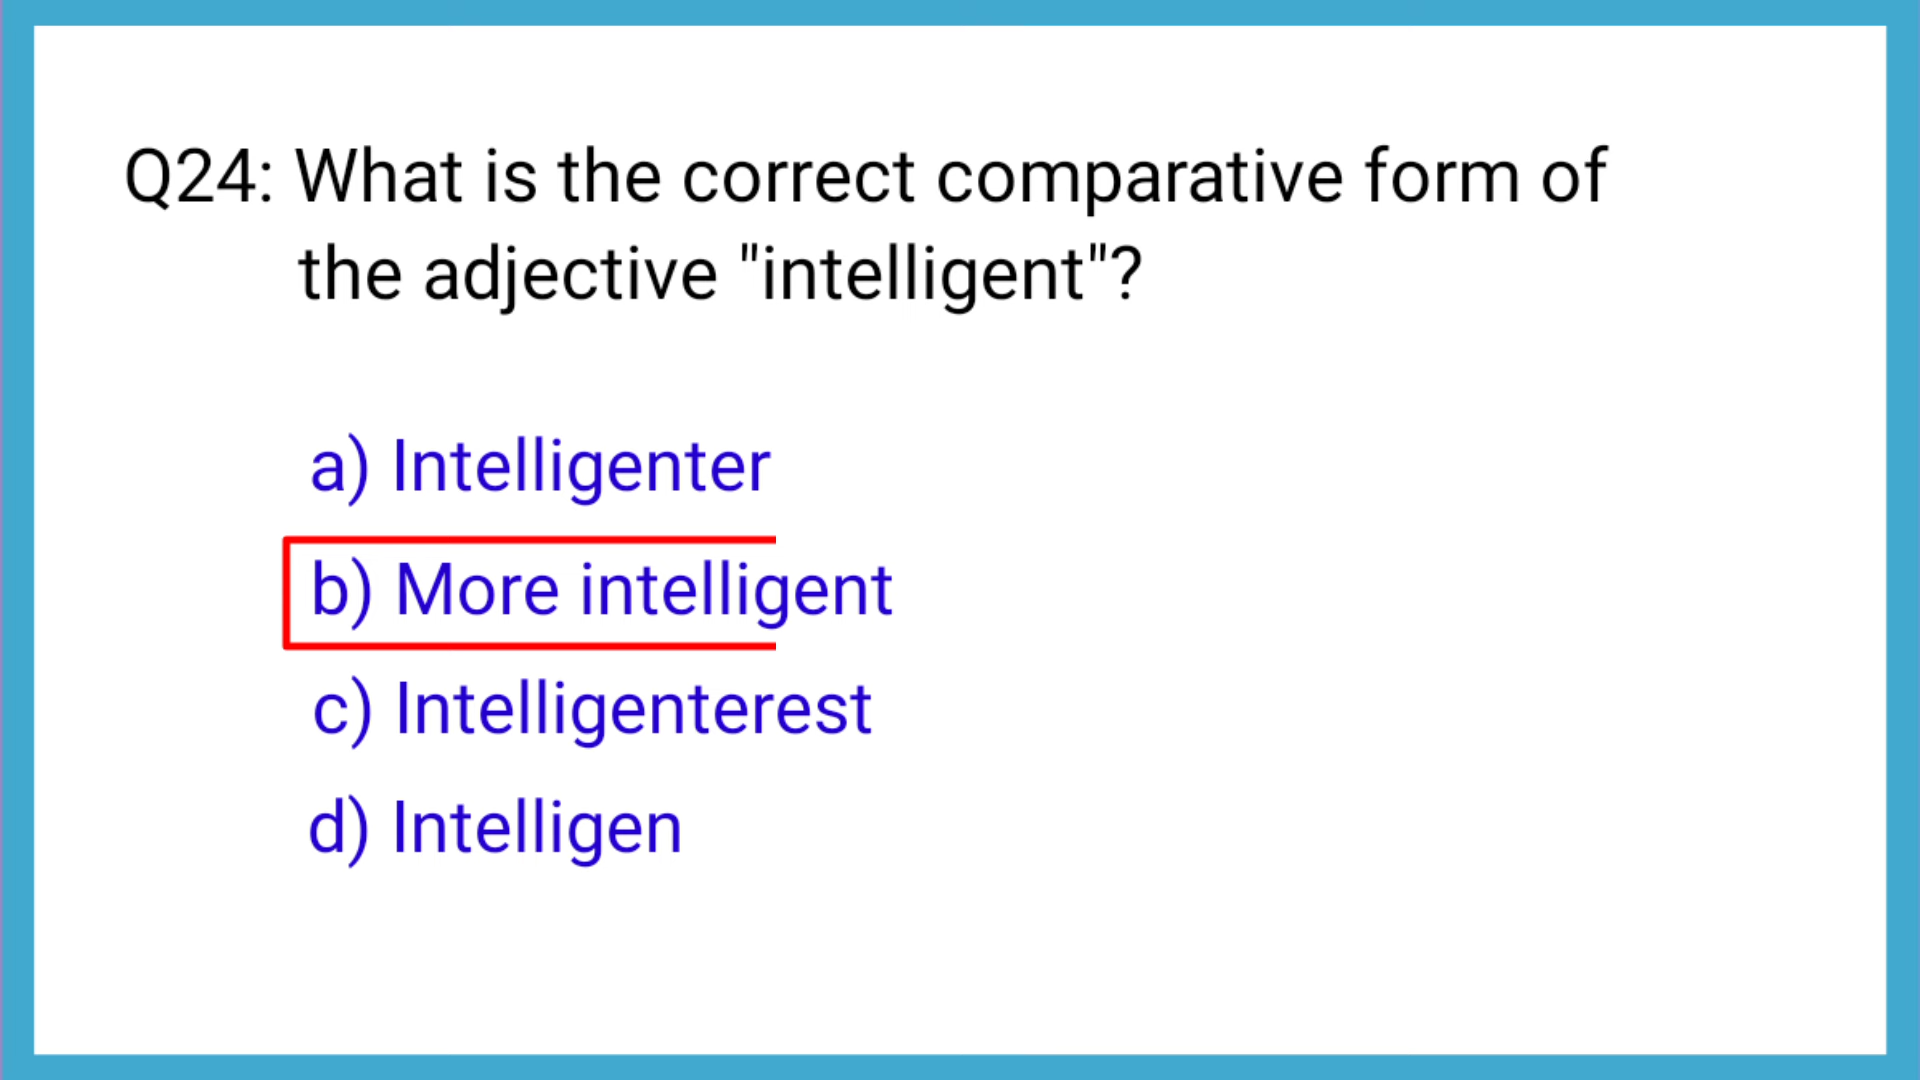 Q24: What is the correct comparative form of
the adjective "intelligent"?
a) Intelligenter
b) More intelligent
c) Intelligenterest
d) Intelligen